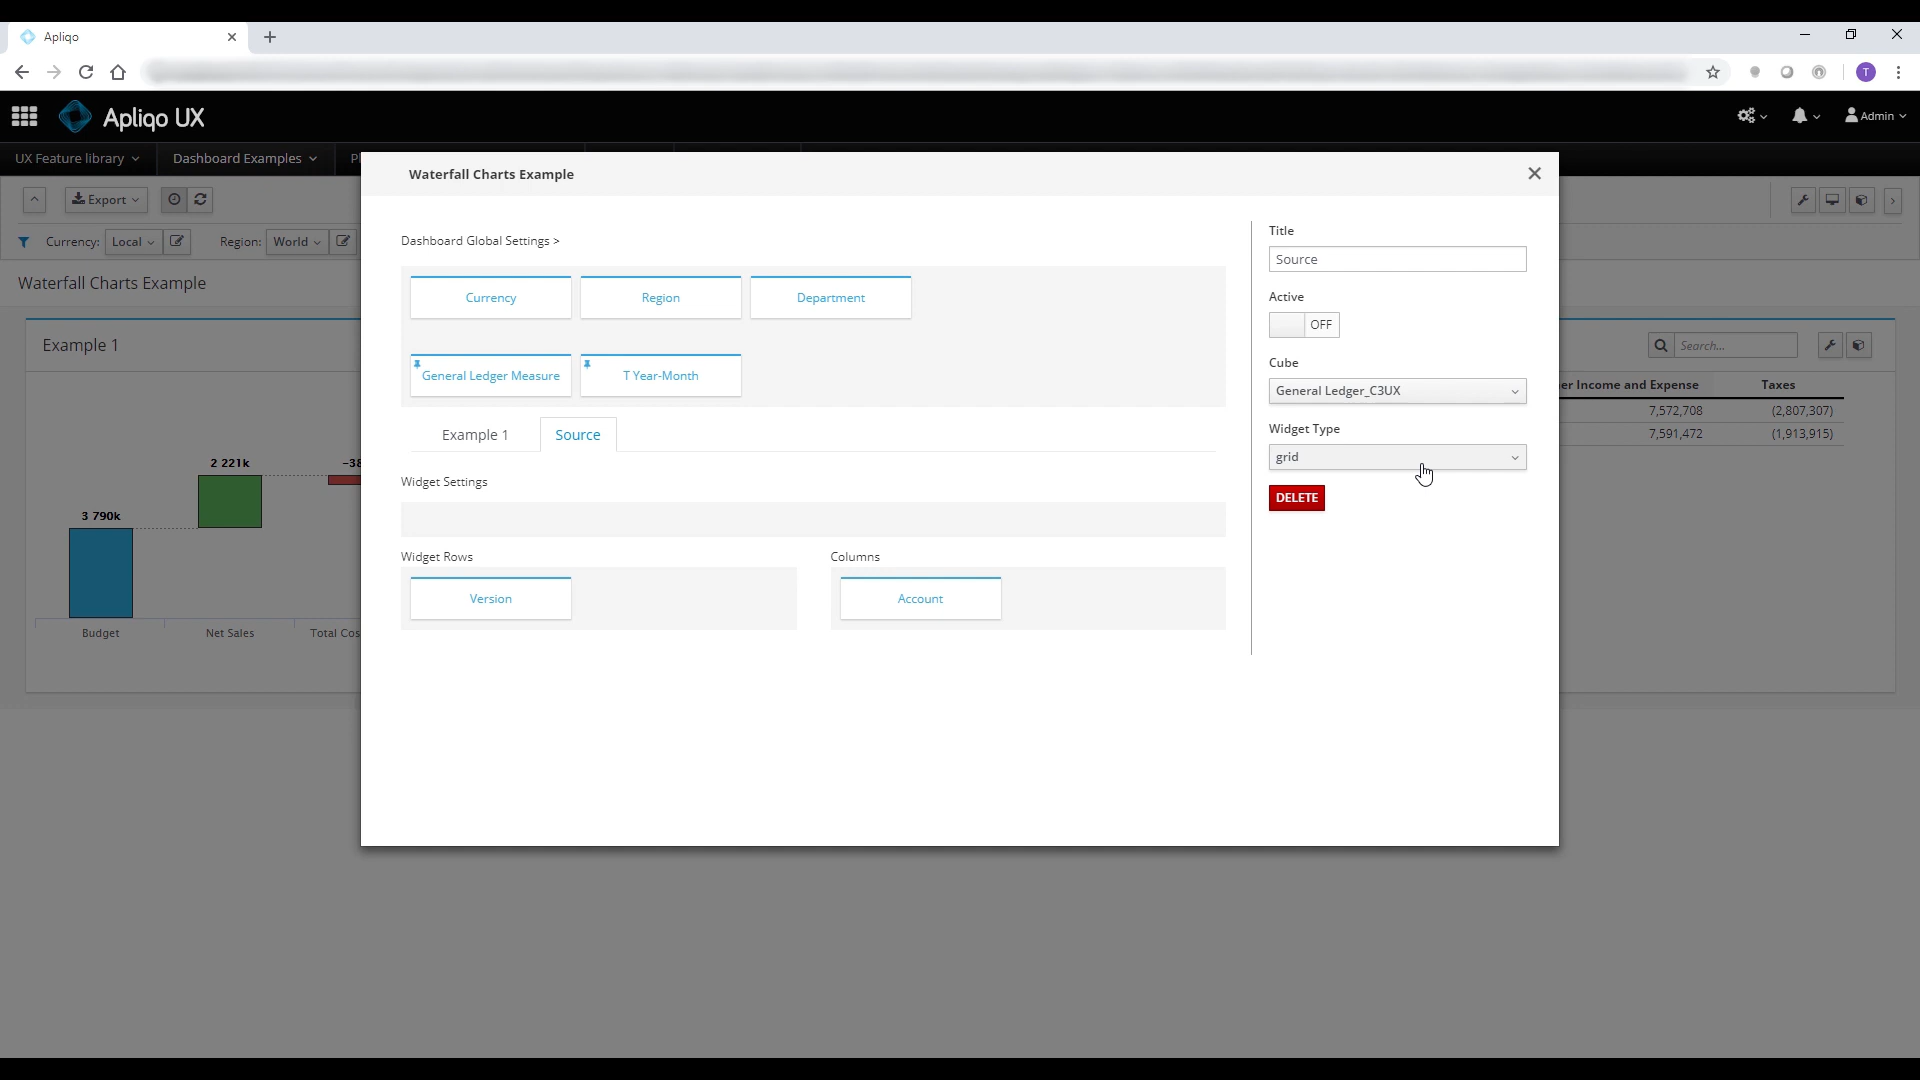 Apliqo
T
Apliqo UX
Admin
UX Feature library
Dashboard Examples
Export
Currency: Local
Region: World
Waterfall Charts Example
Example 1
2 221k
3 790k
Budget
Net Sales
Waterfall Charts Example
Dashboard Global Settings >
Currency
Region
Department
General Ledger Measure
T Year-Month
Example 1
Source
Widget Settings
Widget Rows
Columns
Version
Account
Title
Source
Active
OFF
Cube
General Ledger_C3UX
Widget Type
grid
DELETE
Search...
er Income and Expense
Taxes
7,572,708
(2,807,307)
7,591,472
(1,913,915)